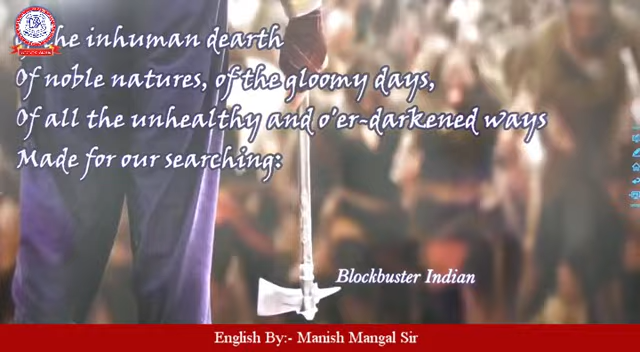 the inhuman dearth
Of noble natures, of the gloomy days,
Of all the unhealthy and o'er-darkened ways
Made for our searching:
Blockbuster Indian
English By:- Manish Mangal Sir